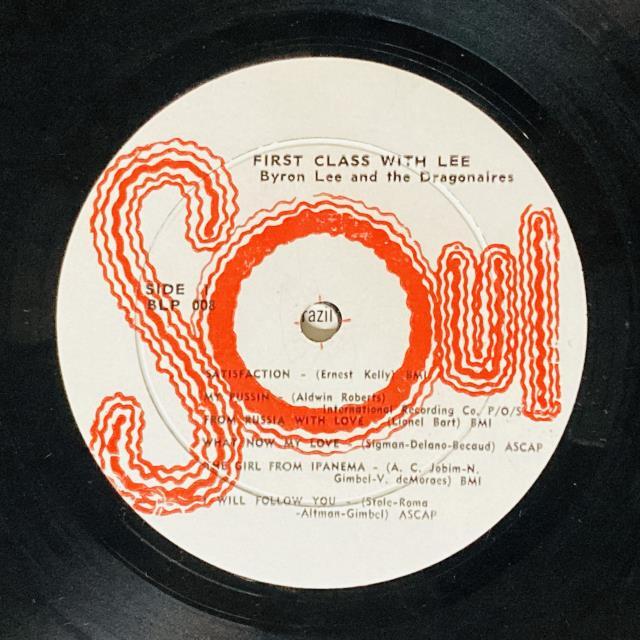 FIRST CLASS WITH LEE
Byron Lee and the Dragonaires
Soul
SIDE I
BLP 008
SATISFACTION - (Ernest Kelly) BMI
MY PUSSIN - (Aldwin Roberts)
International Recording Co. P/O/S
FROM RUSSIA WITH LOVE - (Lionel Bart) BMI
WHAT NOW MY LOVE - (Sigman-Delano-Becaud) ASCAP
THE GIRL FROM IPANEMA - (A. C. Jobim-N.
Gimbel-V. deMoraes) BMI
I WILL FOLLOW YOU - (Stole-Roma
-Altman-Gimbel) ASCAP